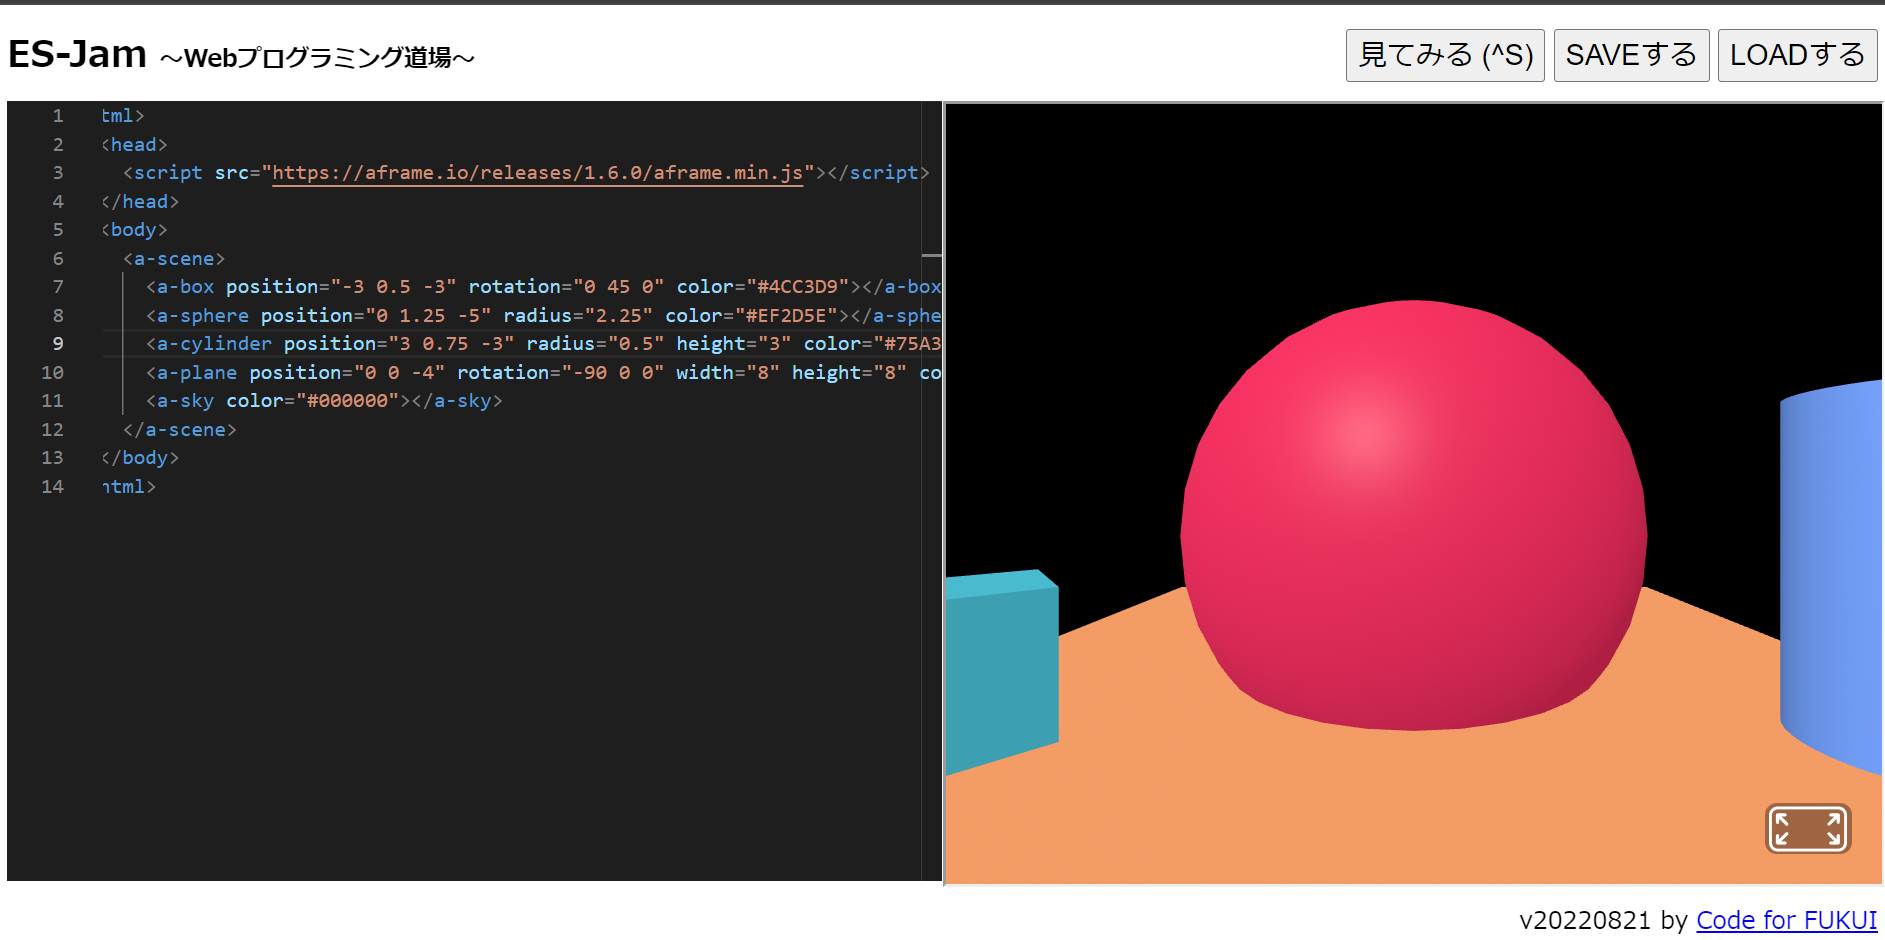 ES-Jam ～Webプログラミング道場～
見てみる (^S) SAVEする LOADする
1 tml>
2 <head>
3 <script src="https://aframe.io/releases/1.6.0/aframe.min.js"></script>
4 </head>
5 <body>
6 <a-scene>
7 <a-box position="-3 0.5 -3" rotation="0 45 0" color="#4CC3D9"></a-box
8 <a-sphere position="0 1.25 -5" radius="2.25" color="#EF2D5E"></a-sphe
9 <a-cylinder position="3 0.75 -3" radius="0.5" height="3" color="#75A3
10 <a-plane position="0 0 -4" rotation="-90 0 0" width="8" height="8" co
11 <a-sky color="#000000"></a-sky>
12 </a-scene>
13 </body>
14 html>
v20220821 by Code for FUKUI